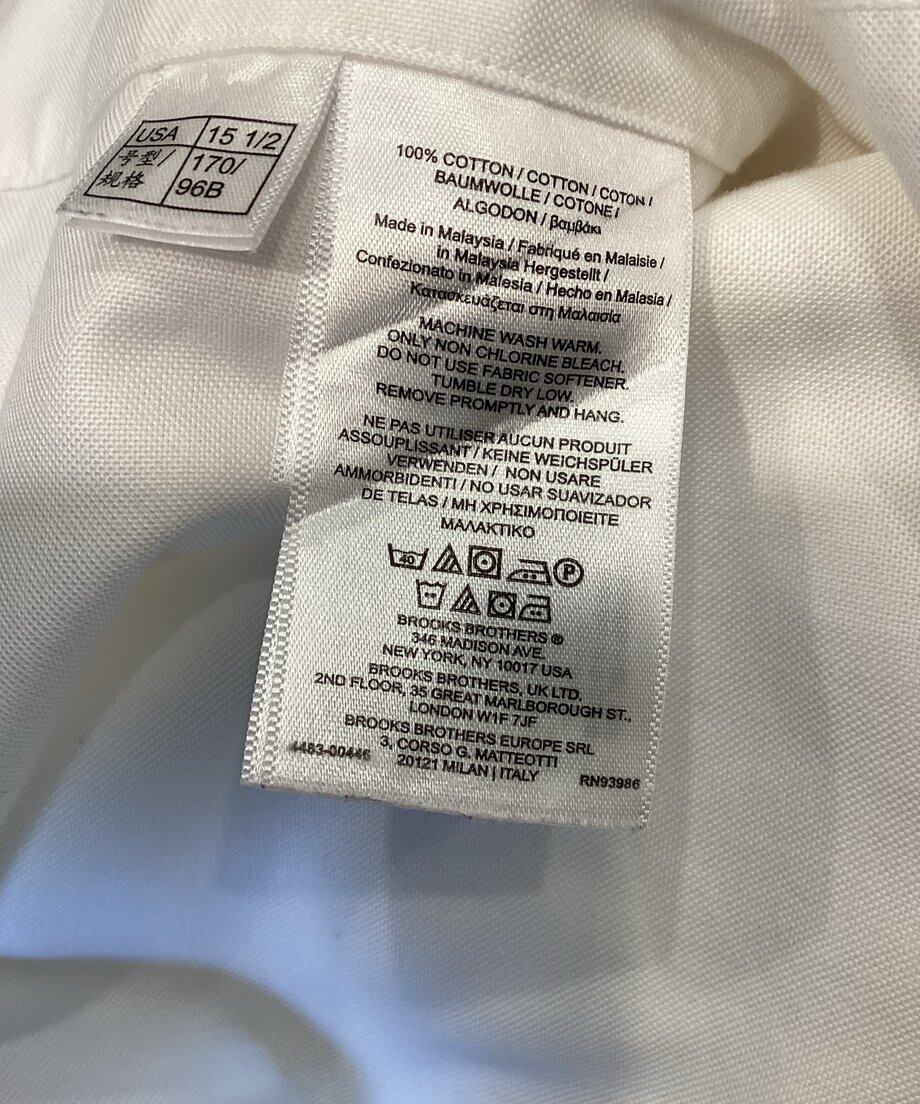 USA 15 1/2
号型/ 170/
规格 96B
100% COTTON / COTTON / COTON /
BAUMWOLLE / COTONE /
ALGODON / βαμβάκι
Made in Malaysia / Fabriqué en Malaisie /
in Malaysia Hergestellt /
Confezionato in Malesia / Hecho en Malasia /
Κατασκευάζεται στη Μαλαισία
MACHINE WASH WARM.
ONLY NON CHLORINE BLEACH.
DO NOT USE FABRIC SOFTENER.
TUMBLE DRY LOW.
REMOVE PROMPTLY AND HANG.
NE PAS UTILISER AUCUN PRODUIT
ASSOUPLISSANT / KEINE WEICHSPÜLER
VERWENDEN / NON USARE
AMMORBIDENTI / NO USAR SUAVIZADOR
DE TELAS / ΜΗ ΧΡΗΣΙΜΟΠΟΙΕΙΤΕ
ΜΑΛΑΚΤΙΚΟ
40 P
BROOKS BROTHERS ®
346 MADISON AVE.
NEW YORK, NY 10017 USA
BROOKS BROTHERS, UK LTD.
2ND FLOOR, 35 GREAT MARLBOROUGH ST.,
LONDON W1F 7JF
BROOKS BROTHERS EUROPE SRL
3, CORSO G. MATTEOTTI
20121 MILAN | ITALY
4483-00446 RN93986